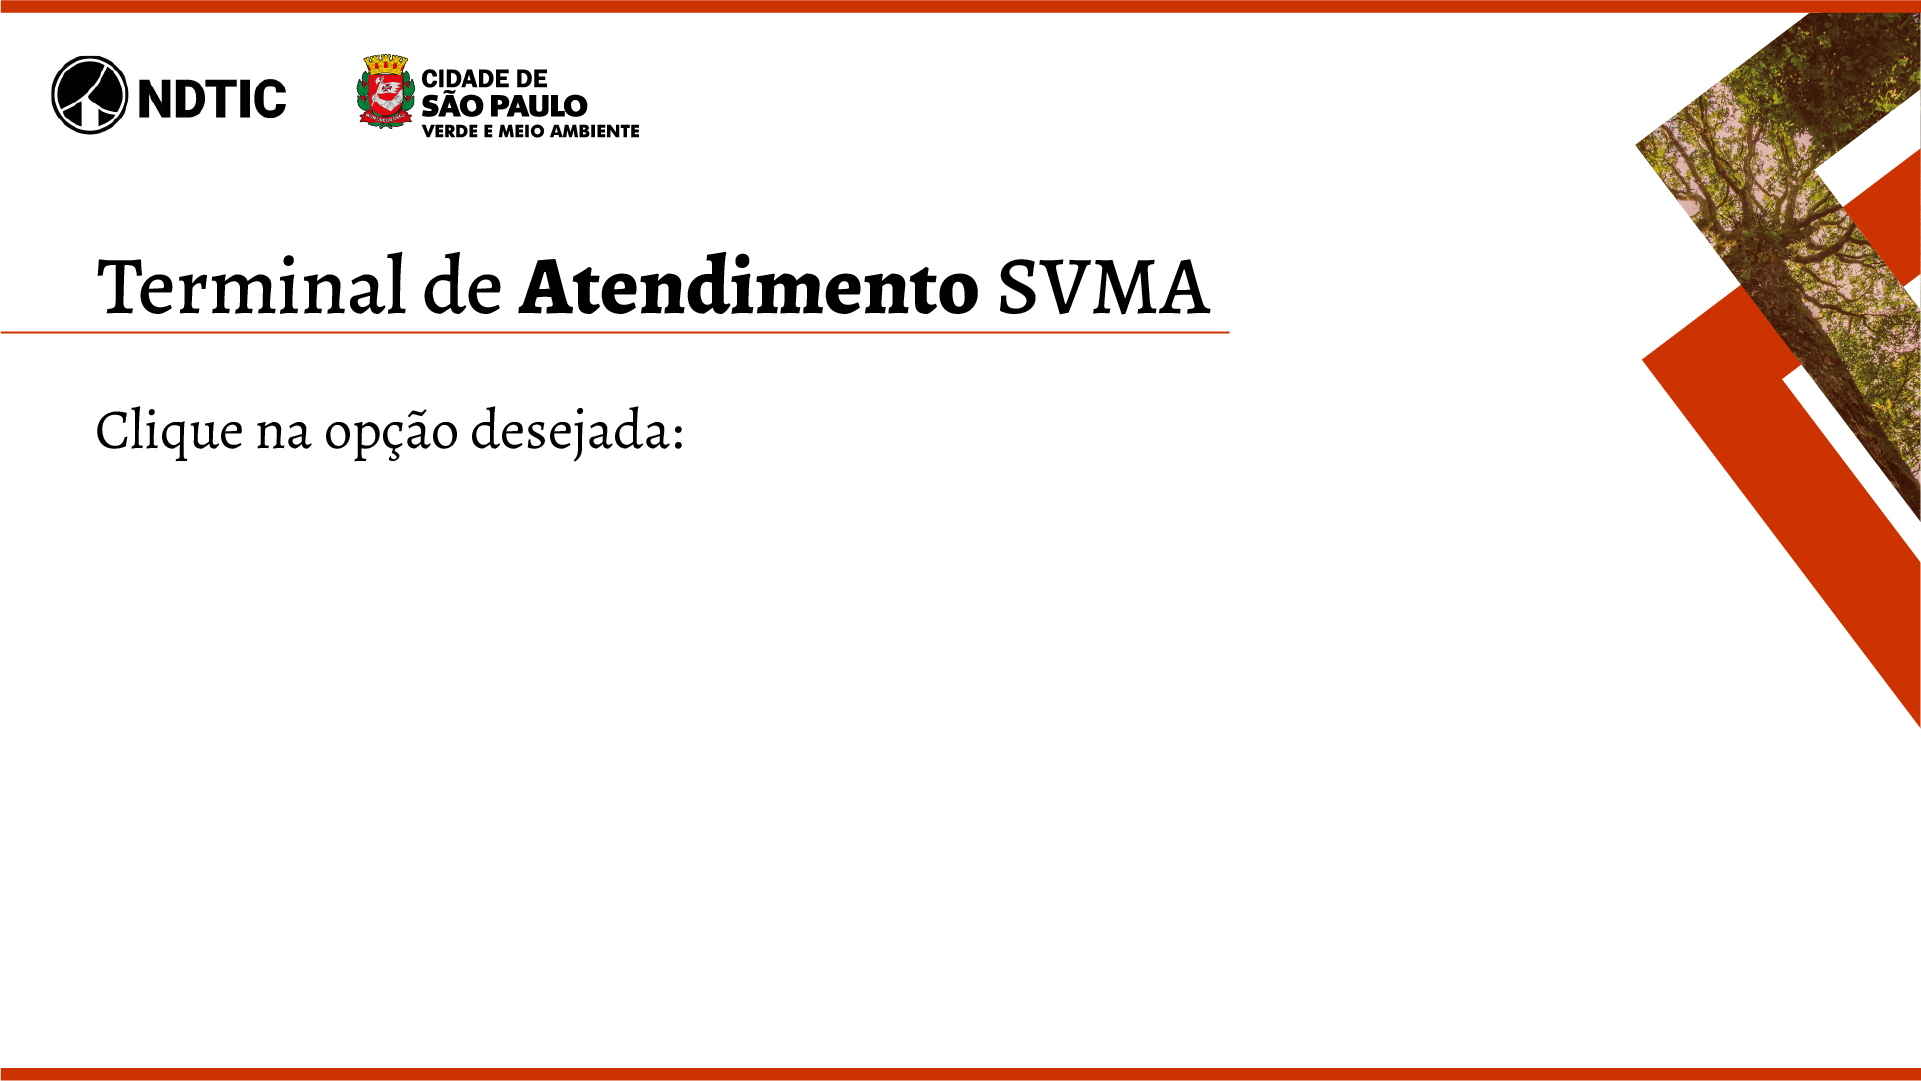 NDTIC
CIDADE DE
SÃO PAULO
VERDE E MEIO AMBIENTE
Terminal de Atendimento SVMA
Clique na opção desejada: